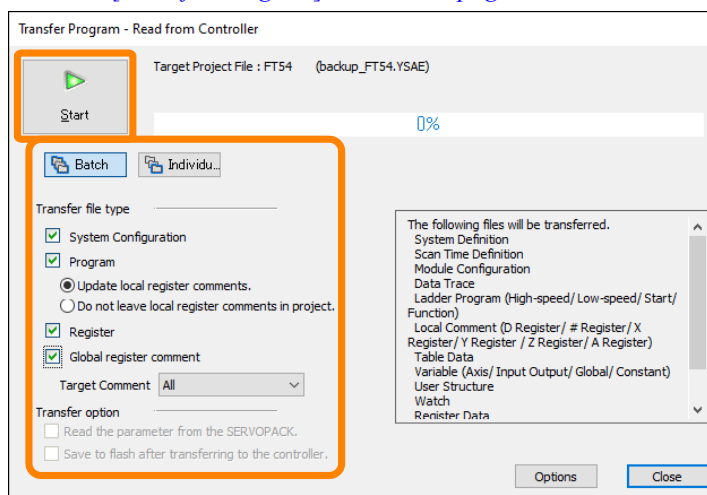 Transfer Program - Read from Controller
Start
Target Project File : FT54 (backup_FT54.YSAE)
0%
Batch
Individu...
Transfer file type
System Configuration
Program
Update local register comments.
Do not leave local register comments in project.
Register
Global register comment
Target Comment All
Transfer option
Read the parameter from the SERVOPACK.
Save to flash after transferring to the controller.
The following files will be transferred.
System Definition
Scan Time Definition
Module Configuration
Data Trace
Ladder Program (High-speed/ Low-speed/ Start/
Function)
Local Comment (D Register/ # Register/ X
Register/ Y Register / Z Register/ A Register)
Table Data
Variable (Axis/ Input Output/ Global/ Constant)
User Structure
Watch
Register Data
Options
Close